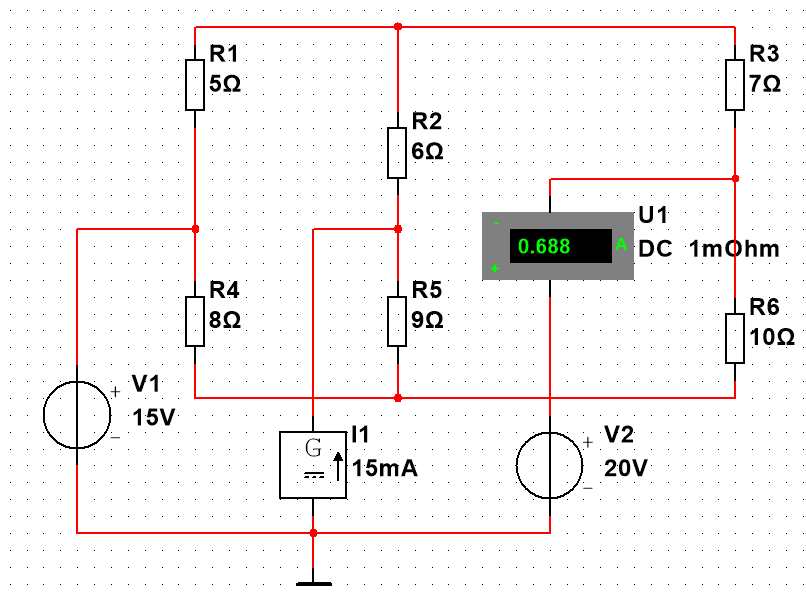 R1
5Ω
R3
7Ω
R2
6Ω
U1
-
0.688 A
DC 1mOhm
+
R4
8Ω
R5
9Ω
R6
10Ω
V1
+
15V
-
I1
G
15mA
V2
+
20V
-